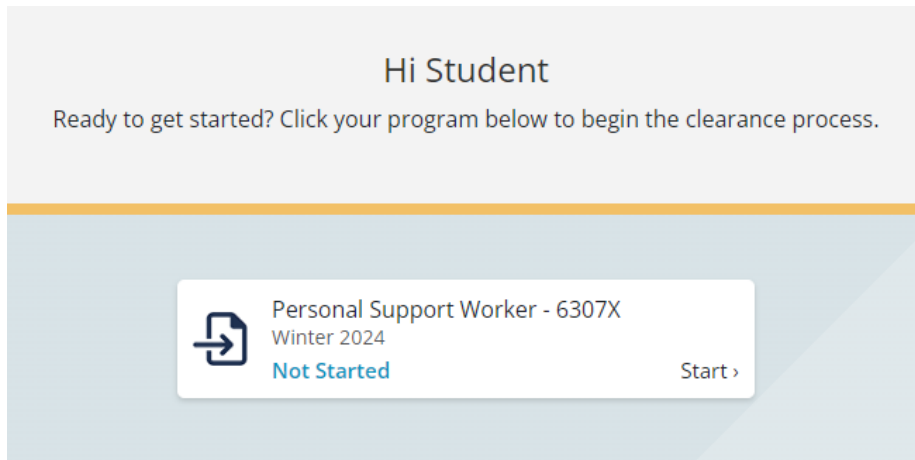 Hi Student
Ready to get started? Click your program below to begin the clearance process.
Personal Support Worker - 6307X
Winter 2024
Not Started
Start ›